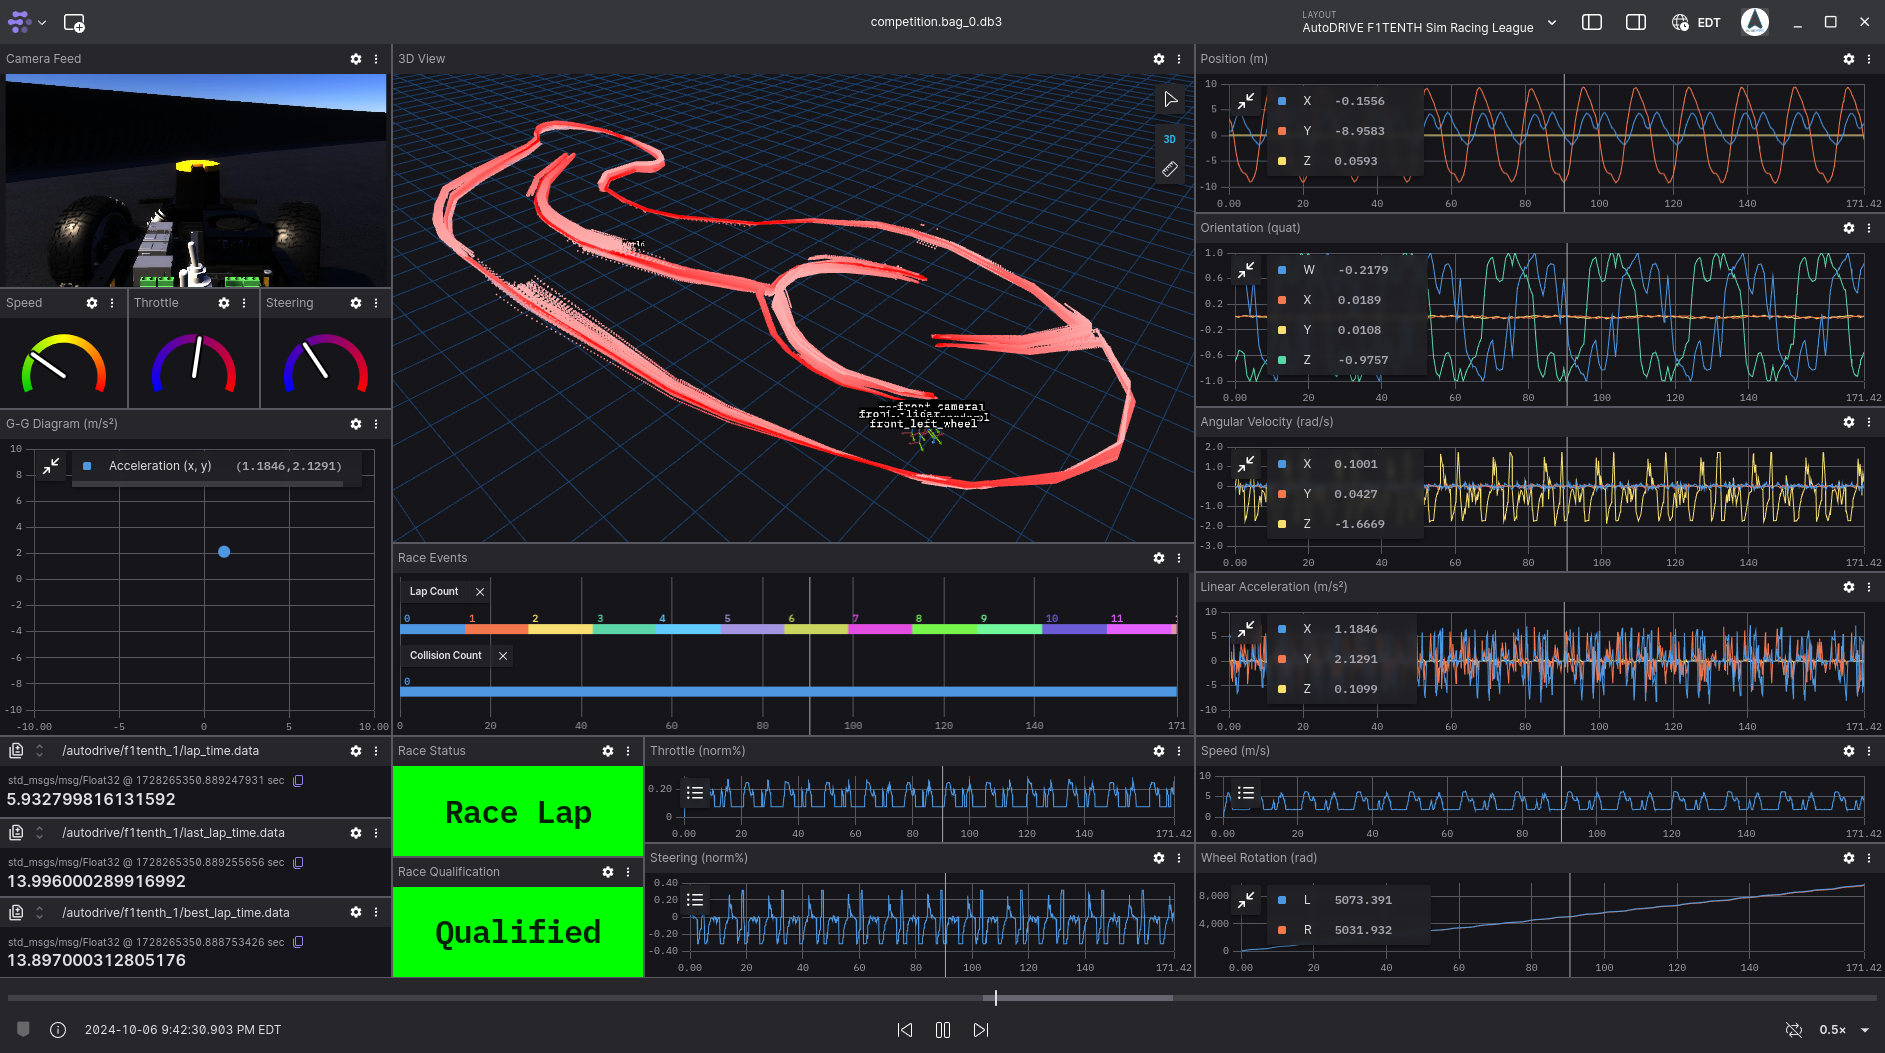 competition.bag_0.db3
LAYOUT
AutoDRIVE F1TENTH Sim Racing League
EDT
Camera Feed
3D View
3D
front_camera
front_left_wheel
Speed
Throttle
Steering
G-G Diagram (m/s²)
Acceleration (x, y) (1.1846,2.1291)
10
8
6
4
2
0
-2
-4
-6
-8
-10
-10.00 -5 0 5 10.00
Race Events
Lap Count
0 1 2 3 4 5 6 7 8 9 10 11
Collision Count
0
0 20 40 60 80 100 120 140 171
Position (m)
X -0.1556
Y -8.9583
Z 0.0593
10
5
0
-5
-10
0.00 20 40 60 80 100 120 140 171.42
Orientation (quat)
W -0.2179
X 0.0189
Y 0.0108
Z -0.9757
1.0
0.6
0.2
-0.2
-0.6
-1.0
0.00 20 40 60 80 100 120 140 171.42
Angular Velocity (rad/s)
X 0.1001
Y 0.0427
Z -1.6669
2.0
1.0
0
-1.0
-2.0
-3.0
0.00 20 40 60 80 100 120 140 171.42
Linear Acceleration (m/s²)
X 1.1846
Y 2.1291
Z 0.1099
10
5
0
-5
-10
0.00 20 40 60 80 100 120 140 171.42
/autodrive/f1tenth_1/lap_time.data
std_msgs/msg/Float32 @ 1728265350.889247931 sec
5.932799816131592
/autodrive/f1tenth_1/last_lap_time.data
std_msgs/msg/Float32 @ 1728265350.889255656 sec
13.996000289916992
/autodrive/f1tenth_1/best_lap_time.data
std_msgs/msg/Float32 @ 1728265350.888753426 sec
13.897000312805176
Race Status
Race Lap
Race Qualification
Qualified
Throttle (norm%)
0.20
0
0.00 20 40 60 80 100 120 140 171.42
Steering (norm%)
0.40
0.20
0
-0.20
-0.40
0.00 20 40 60 80 100 120 140 171.42
Speed (m/s)
10
5
0
0.00 20 40 60 80 100 120 140 171.42
Wheel Rotation (rad)
L 5073.391
R 5031.932
8,000
4,000
0
0.00 20 40 60 80 100 120 140 171.42
2024-10-06 9:42:30.903 PM EDT
0.5×